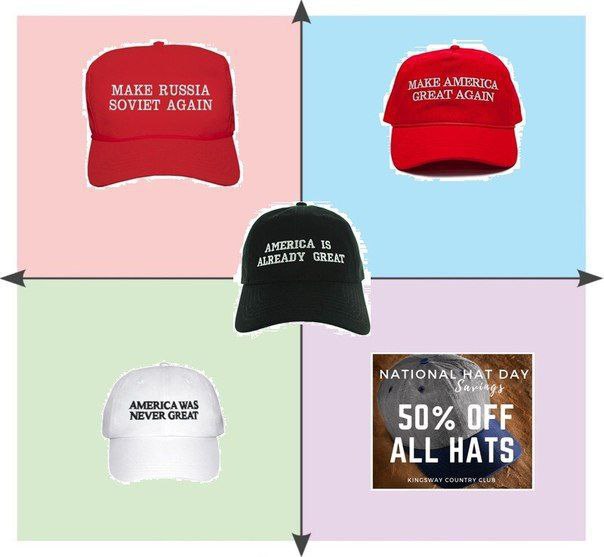 MAKE RUSSIA
SOVIET AGAIN
MAKE AMERICA
GREAT AGAIN
AMERICA IS
ALREADY GREAT
AMERICA WAS
NEVER GREAT
NATIONAL HAT DAY
Savings
50% OFF
ALL HATS
KINGSWAY COUNTRY CLUB